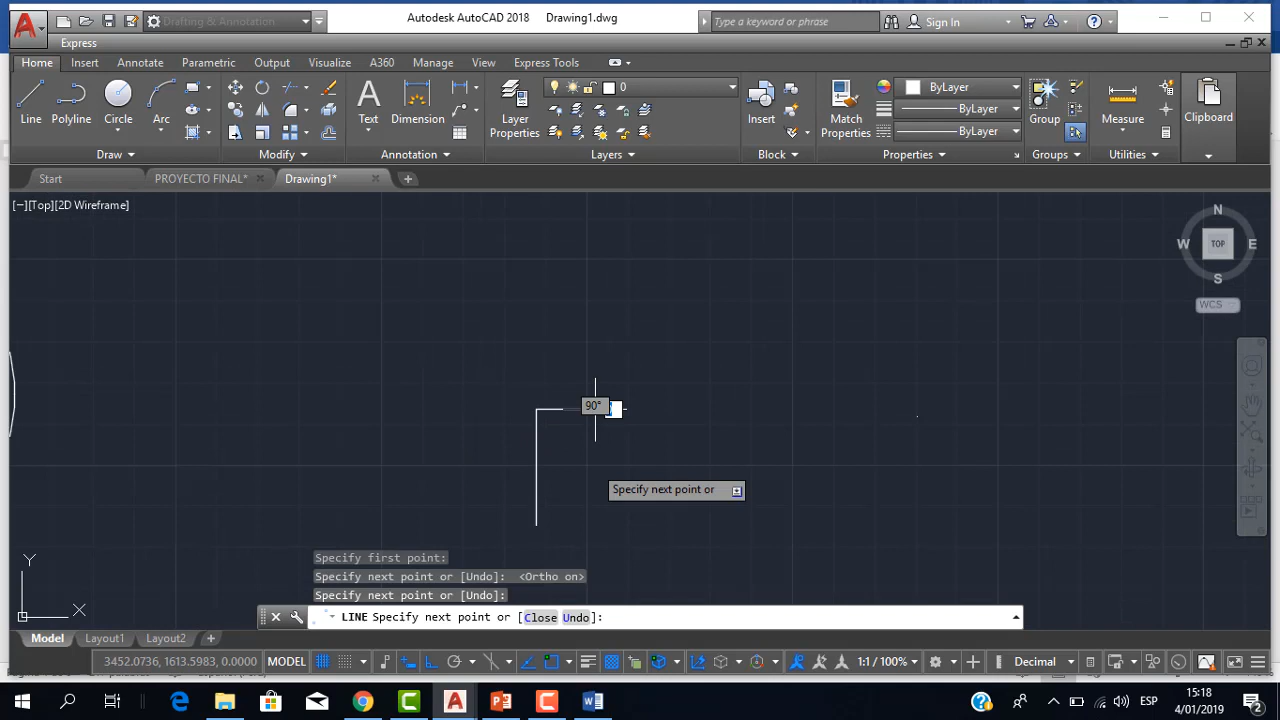 Drafting & Annotation
Autodesk AutoCAD 2018 Drawing1.dwg
Type a keyword or phrase
Sign In
Express
Home Insert Annotate Parametric Output Visualize A360 Manage View Express Tools
Line Polyline Circle Arc Text Dimension Layer Properties 0 Insert Match Properties ByLayer ByLayer ByLayer Group Measure Clipboard
Draw Modify Annotation Layers Block Properties Groups Utilities
Start PROYECTO FINAL* Drawing1*
[−][Top][2D Wireframe]
N
W TOP E
S
WCS
90°
Specify next point or
Y
X
Specify first point:
Specify next point or [Undo]: <Ortho on>
Specify next point or [Undo]:
LINE Specify next point or [Close Undo]:
Model Layout1 Layout2
3452.0736, 1613.5983, 0.0000 MODEL 1:1 / 100% Decimal
ESP 15:18
4/01/2019